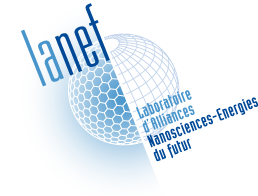 lanef
Laboratoire
d'Alliances
Nanosciences-Energies
du futur